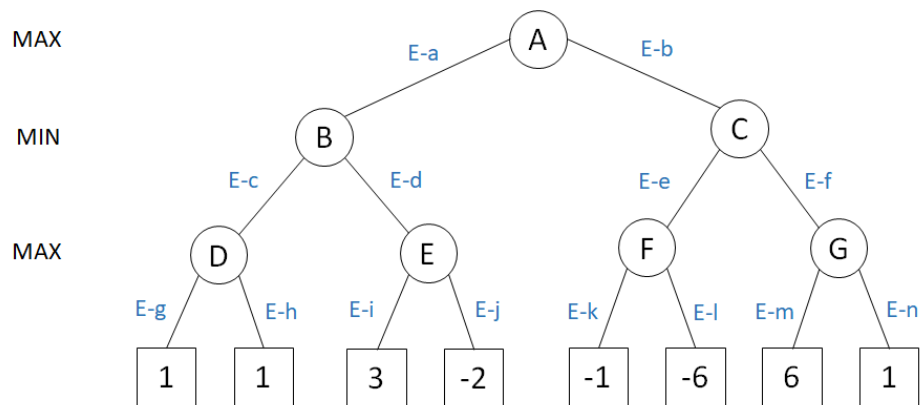 MAX A
E-a E-b
MIN B C
E-c E-d E-e E-f
MAX D E F G
E-g E-h E-i E-j E-k E-l E-m E-n
1 1 3 -2 -1 -6 6 1